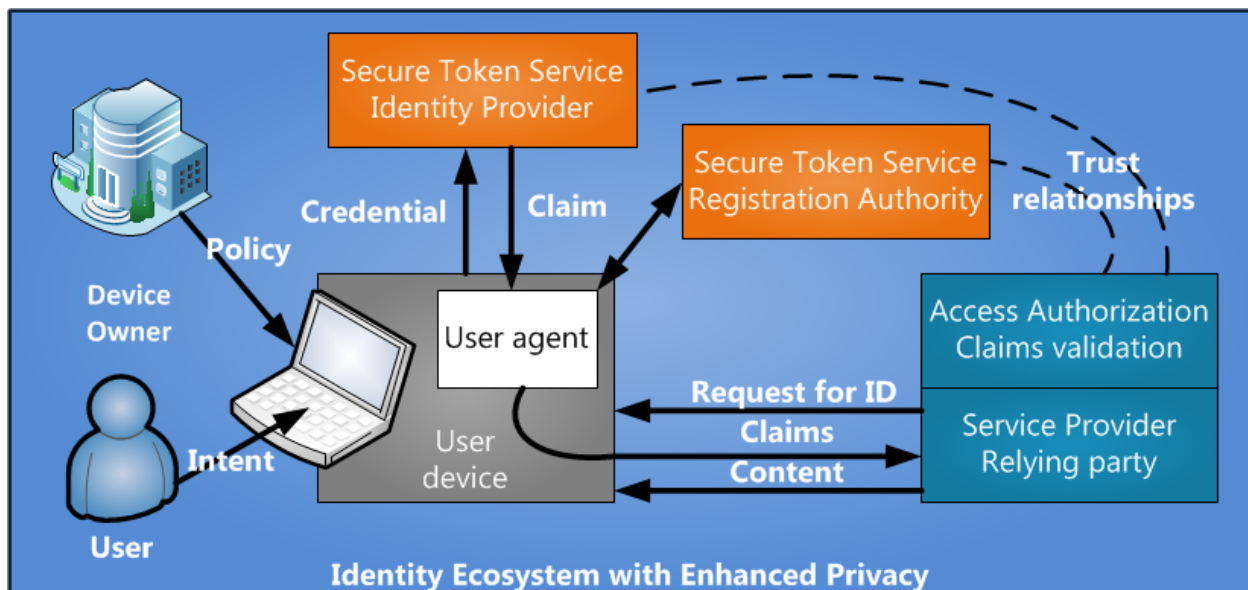 Secure Token Service
Identity Provider
Secure Token Service
Registration Authority
Trust
relationships
Credential
Claim
Policy
Device
Owner
User agent
Access Authorization
Claims validation
Request for ID
Claims
Content
Service Provider
Relying party
User
device
Intent
User
Identity Ecosystem with Enhanced Privacy